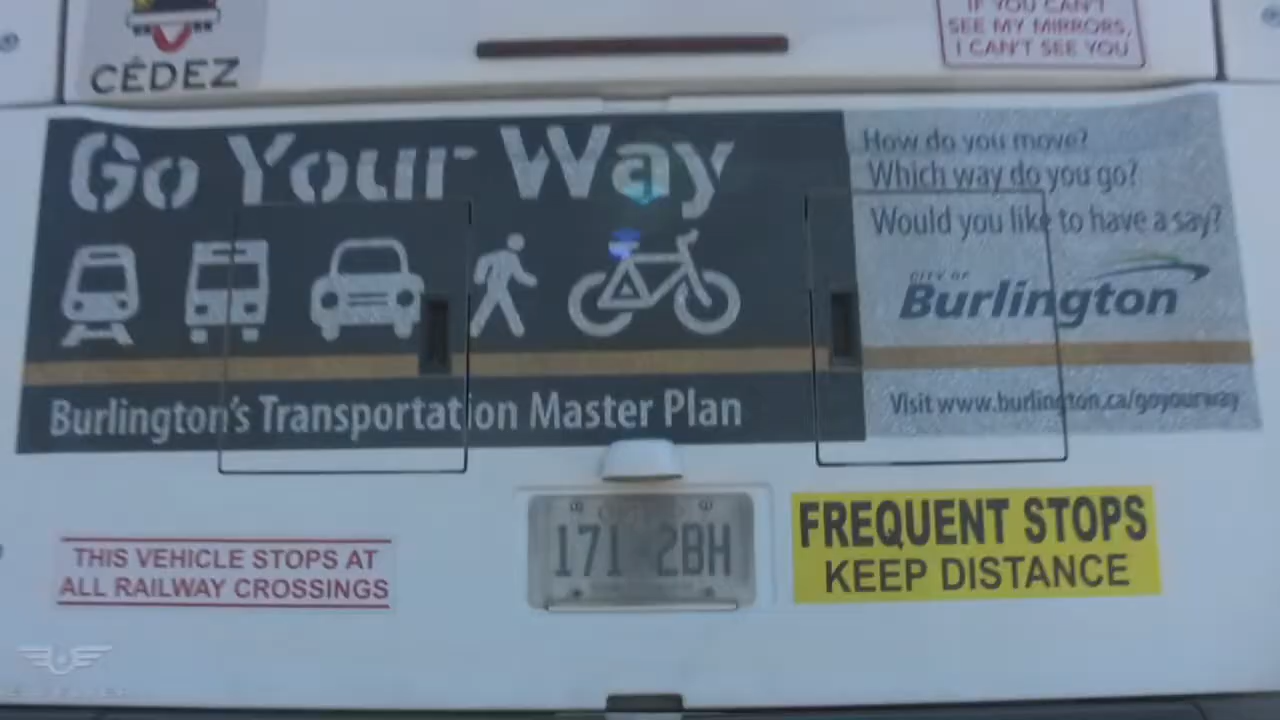 CÉDEZ
IF YOU CAN'T
SEE MY MIRRORS,
I CAN'T SEE YOU
Go Your Way
How do you move?
Which way do you go?
Would you like to have a say?
CITY OF
Burlington
Burlington's Transportation Master Plan
Visit www.burlington.ca/goyourway
THIS VEHICLE STOPS AT
ALL RAILWAY CROSSINGS
171 2BH
FREQUENT STOPS
KEEP DISTANCE